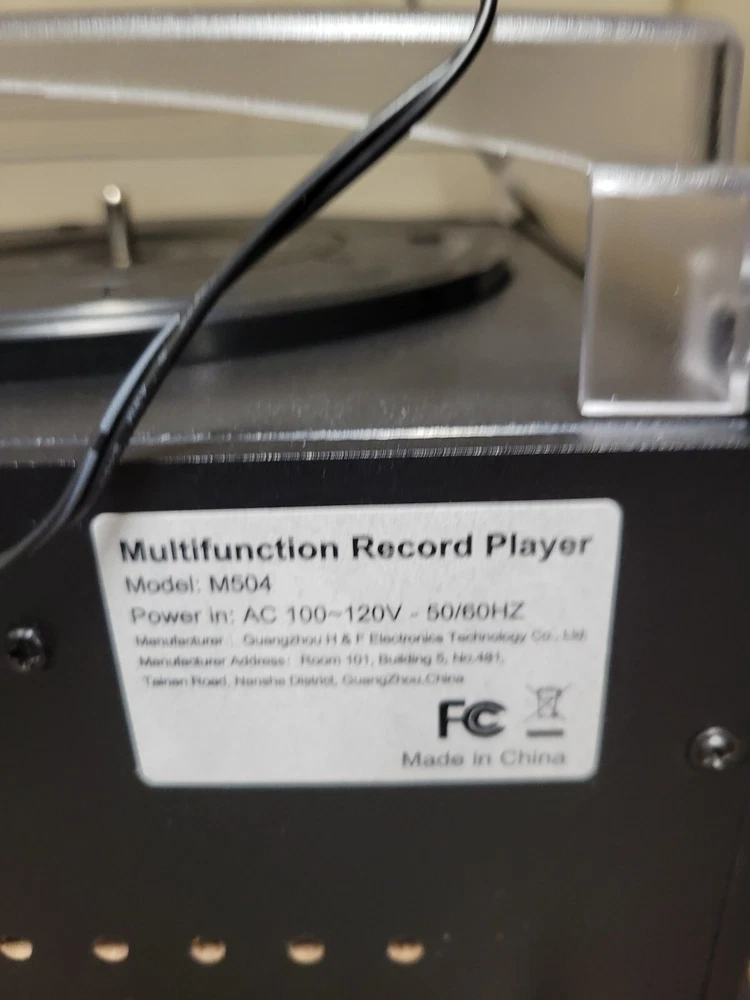 Multifunction Record Player
Model: M504
Power in: AC 100~120V - 50/60HZ
Manufacturer: Guangzhou H & F Electronics Technology Co., Ltd.
Manufacturer Address: Room 101, Building 5, No.481,
Tainan Road, Nansha District, GuangZhou,China
FC
Made in China